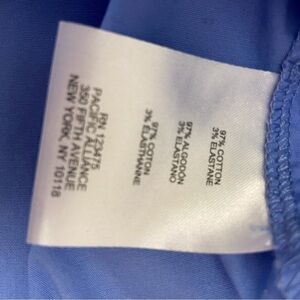 97% COTTON
3% ELASTANE
97% ALGODON
3% ELASTANO
97% COTON
3% ELASTHANNE
RN 123475
PACIFIC ALLIANCE
350 FIFTH AVENUE
NEW YORK, NY 10118